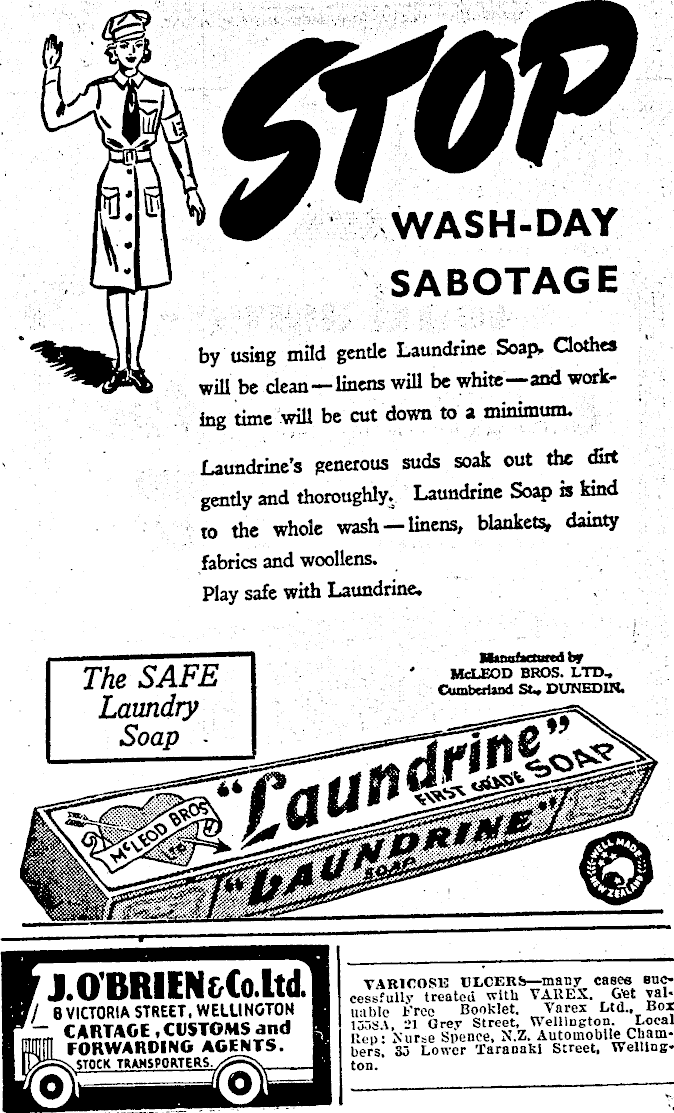 STOP
WASH-DAY
SABOTAGE
by using mild gentle Laundrine Soap. Clothes
will be clean — linens will be white — and work-
ing time will be cut down to a minimum.
Laundrine's generous suds soak out the dirt
gently and thoroughly. Laundrine Soap is kind
to the whole wash — linens, blankets, dainty
fabrics and woollens.
Play safe with Laundrine.
The SAFE
Laundry
Soap
Manufactured by
McLEOD BROS. LTD.,
Cumberland St., DUNEDIN.
"Laundrine"
FIRST GRADE SOAP
McLEOD BROS
"LAUNDRINE"
SOAP
WELL MADE
NEW ZEALAND
J. O'BRIEN & Co. Ltd.
8 VICTORIA STREET, WELLINGTON
CARTAGE, CUSTOMS and
FORWARDING AGENTS.
STOCK TRANSPORTERS.
VARICOSE ULCERS—many cases suc-
cessfully treated with VAREX. Get val-
uable Free Booklet. Varex Ltd., Box
1558A, 21 Grey Street, Wellington. Local
Rep: Nurse Spence, N.Z. Automobile Cham-
bers, 35 Lower Taranaki Street, Welling-
ton.